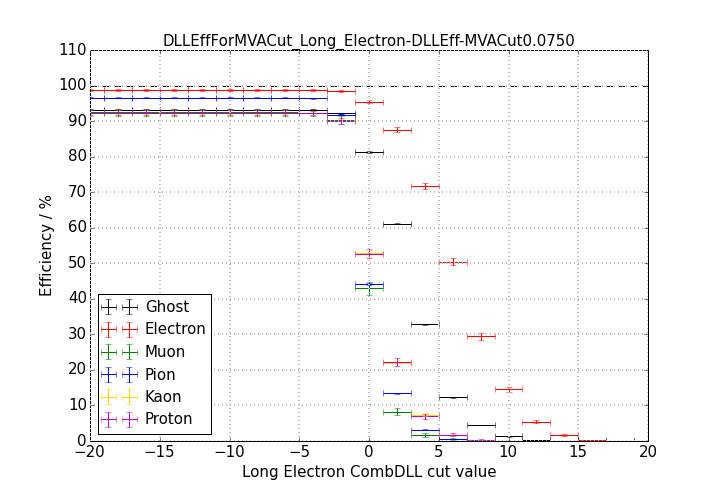 DLLEffForMVACut_Long_Electron-DLLEff-MVACut0.0750
110
100
90
80
70
60
50
40
30
20
10
0
Efficiency / %
Ghost
Electron
Muon
Pion
Kaon
Proton
−20 −15 −10 −5 0 5 10 15 20
Long Electron CombDLL cut value